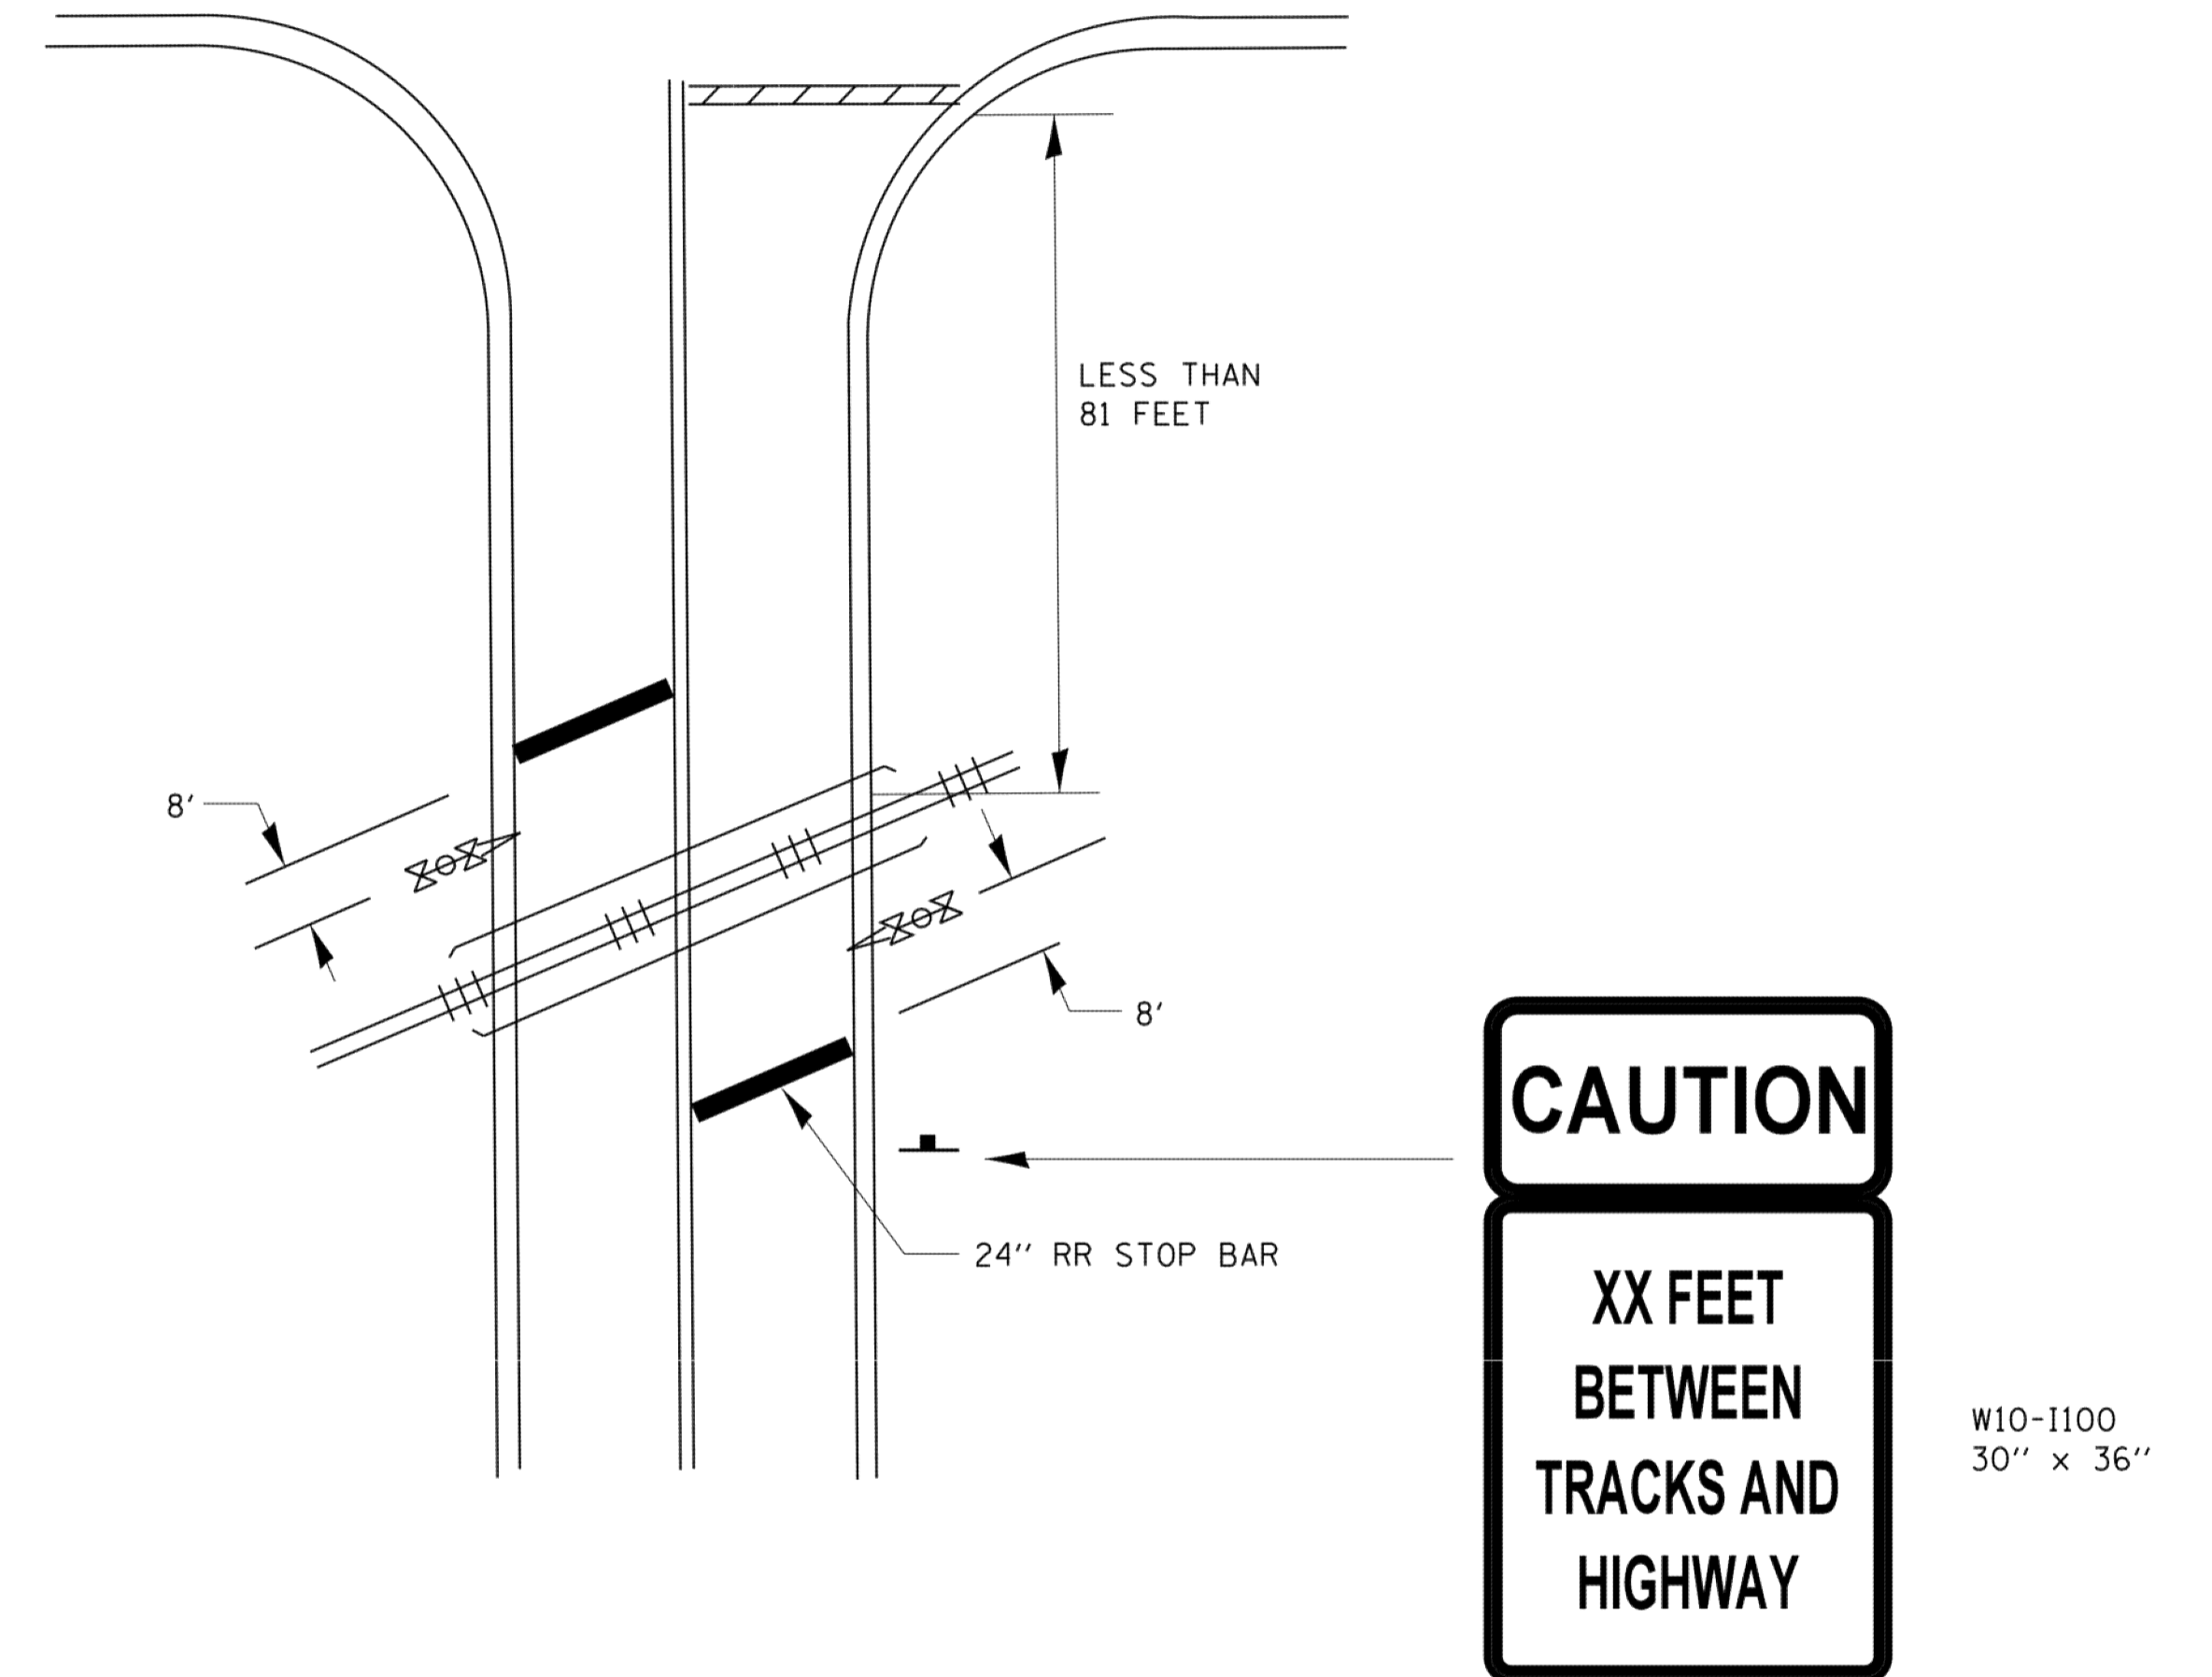 LESS THAN
81 FEET
8′
8′
24″ RR STOP BAR
CAUTION
XX FEET
BETWEEN
TRACKS AND
HIGHWAY
W10-I100
30″ x 36″